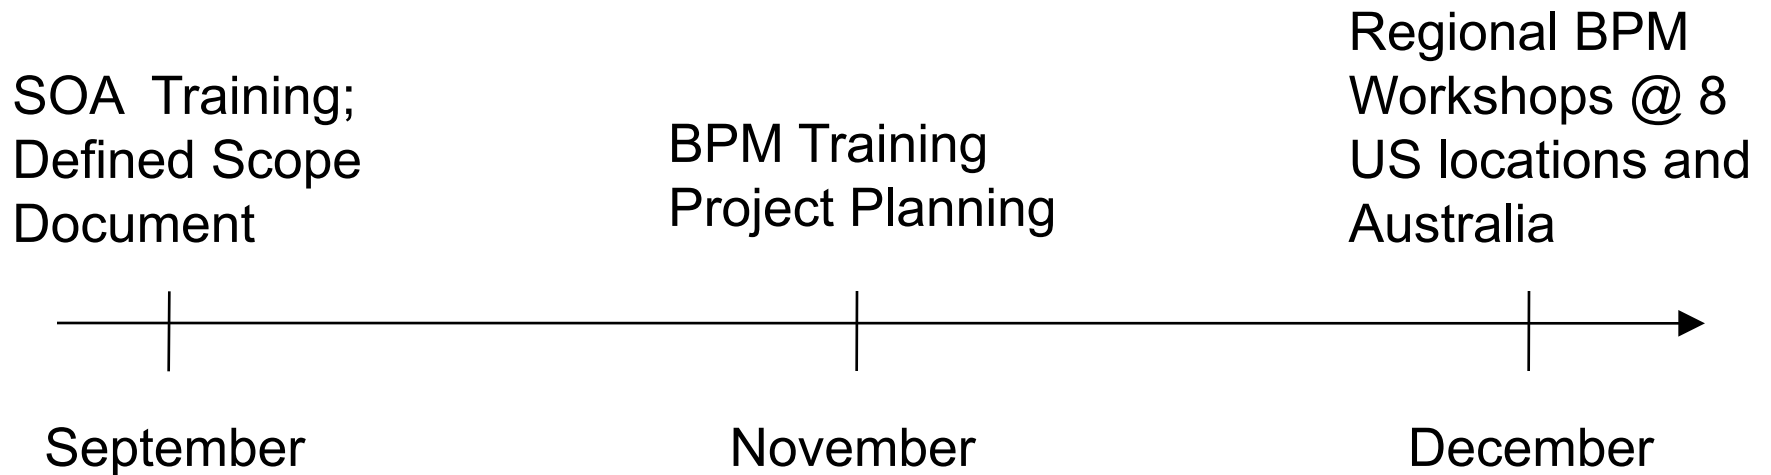 SOA  Training;
Defined Scope
Document
BPM Training
Project Planning
Regional BPM
Workshops @ 8
US locations and
Australia
September
November
December